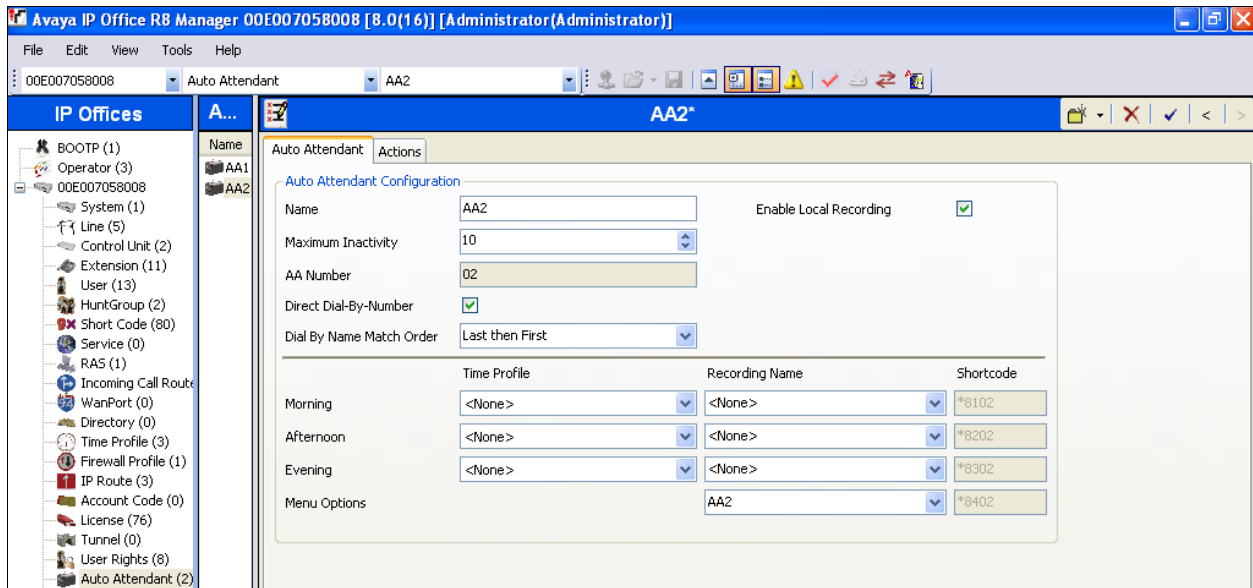 Avaya IP Office R8 Manager 00E007058008 [8.0(16)] [Administrator(Administrator)]
File Edit View Tools Help
00E007058008 Auto Attendant AA2
IP Offices
BOOTP (1)
Operator (3)
00E007058008
System (1)
Line (5)
Control Unit (2)
Extension (11)
User (13)
HuntGroup (2)
Short Code (80)
Service (0)
RAS (1)
Incoming Call Route
WanPort (0)
Directory (0)
Time Profile (3)
Firewall Profile (1)
IP Route (3)
Account Code (0)
License (76)
Tunnel (0)
User Rights (8)
Auto Attendant (2)
A...
Name
AA1
AA2
AA2*
Auto Attendant Actions
Auto Attendant Configuration
Name AA2 Enable Local Recording
Maximum Inactivity 10
AA Number 02
Direct Dial-By-Number
Dial By Name Match Order Last then First
Time Profile Recording Name Shortcode
Morning <None> <None> *8102
Afternoon <None> <None> *8202
Evening <None> <None> *8302
Menu Options AA2 *8402